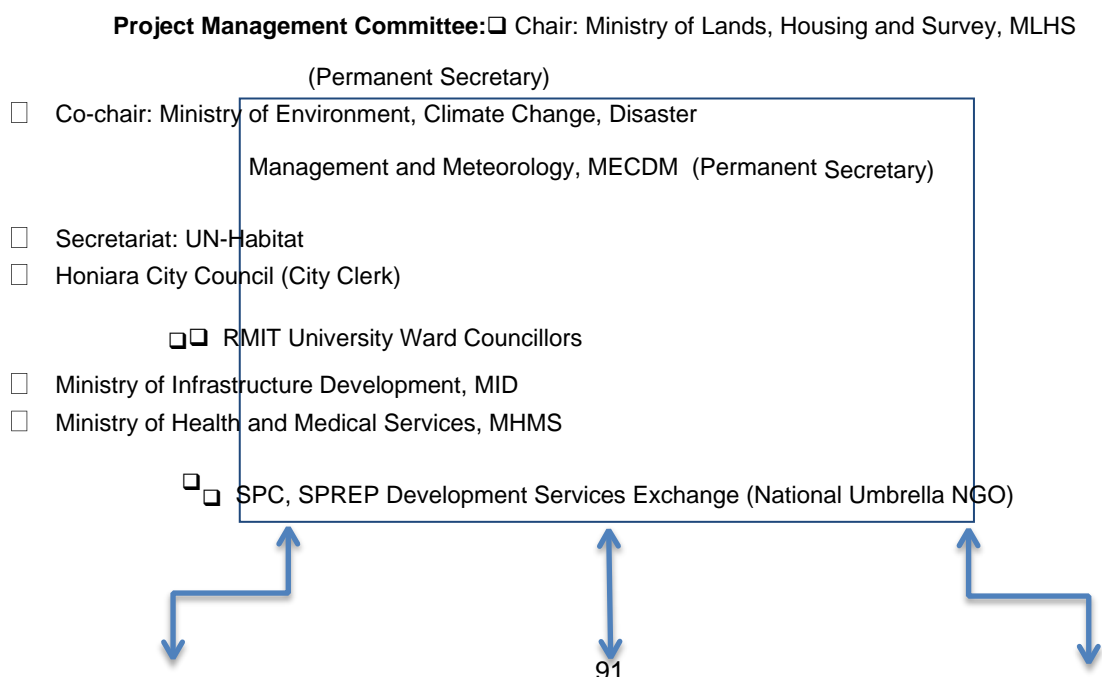 Project Management Committee:❑ Chair: Ministry of Lands, Housing and Survey, MLHS
(Permanent Secretary)
Co-chair: Ministry of Environment, Climate Change, Disaster
Management and Meteorology, MECDM (Permanent Secretary)
Secretariat: UN-Habitat
Honiara City Council (City Clerk)
❑❑ RMIT University Ward Councillors
Ministry of Infrastructure Development, MID
Ministry of Health and Medical Services, MHMS
❑❑ SPC, SPREP Development Services Exchange (National Umbrella NGO)
91